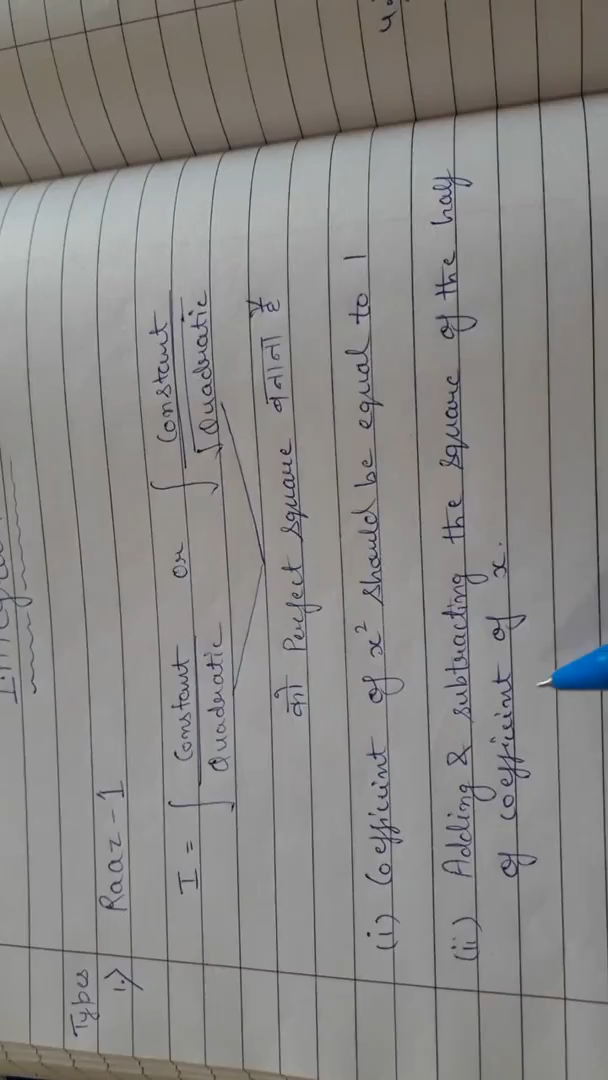 Types
1.) Raaz - 1
I = ∫ Constant / Quadratic or ∫ Constant / √Quadratic
को Perfect square बनाना है
(i) Coefficient of x² should be equal to 1
(ii) Adding & subtracting the square of the half
of coefficient of x.